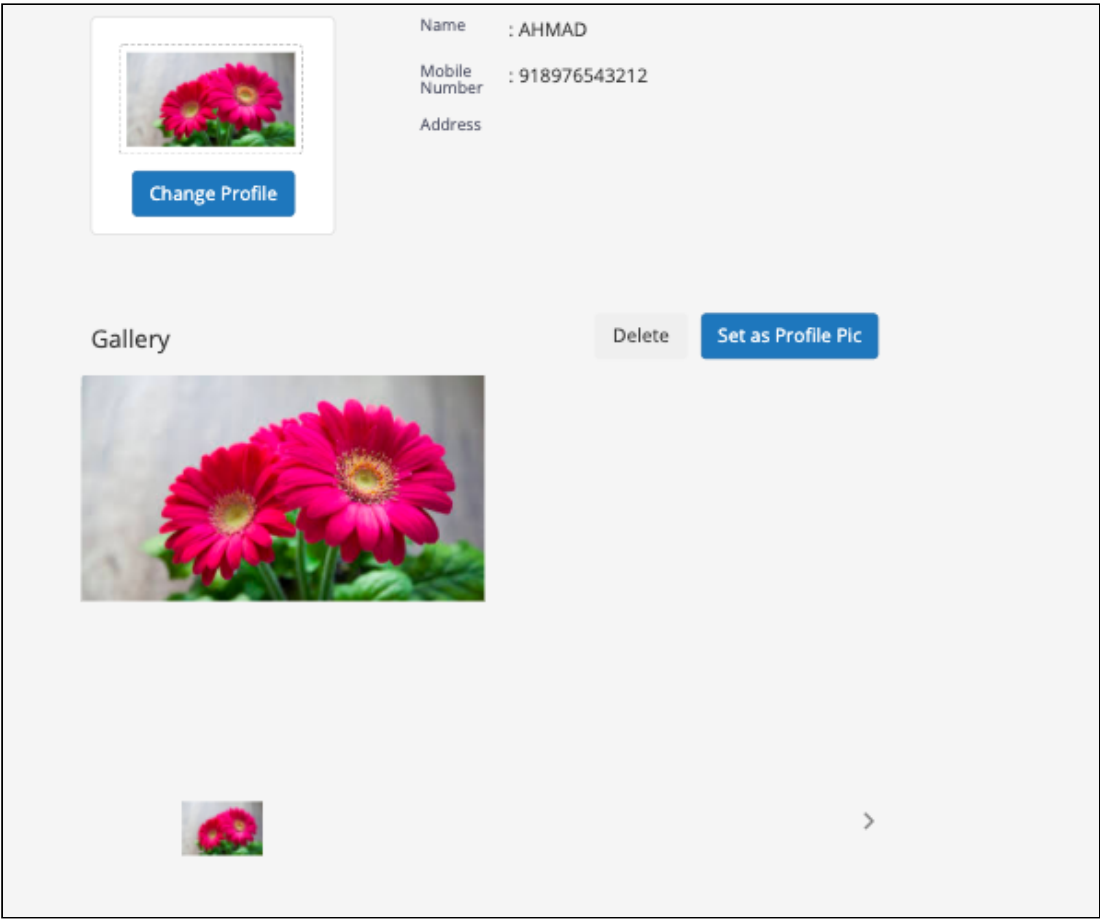 Name : AHMAD
Mobile
Number : 918976543212
Address
Change Profile
Gallery
Delete
Set as Profile Pic